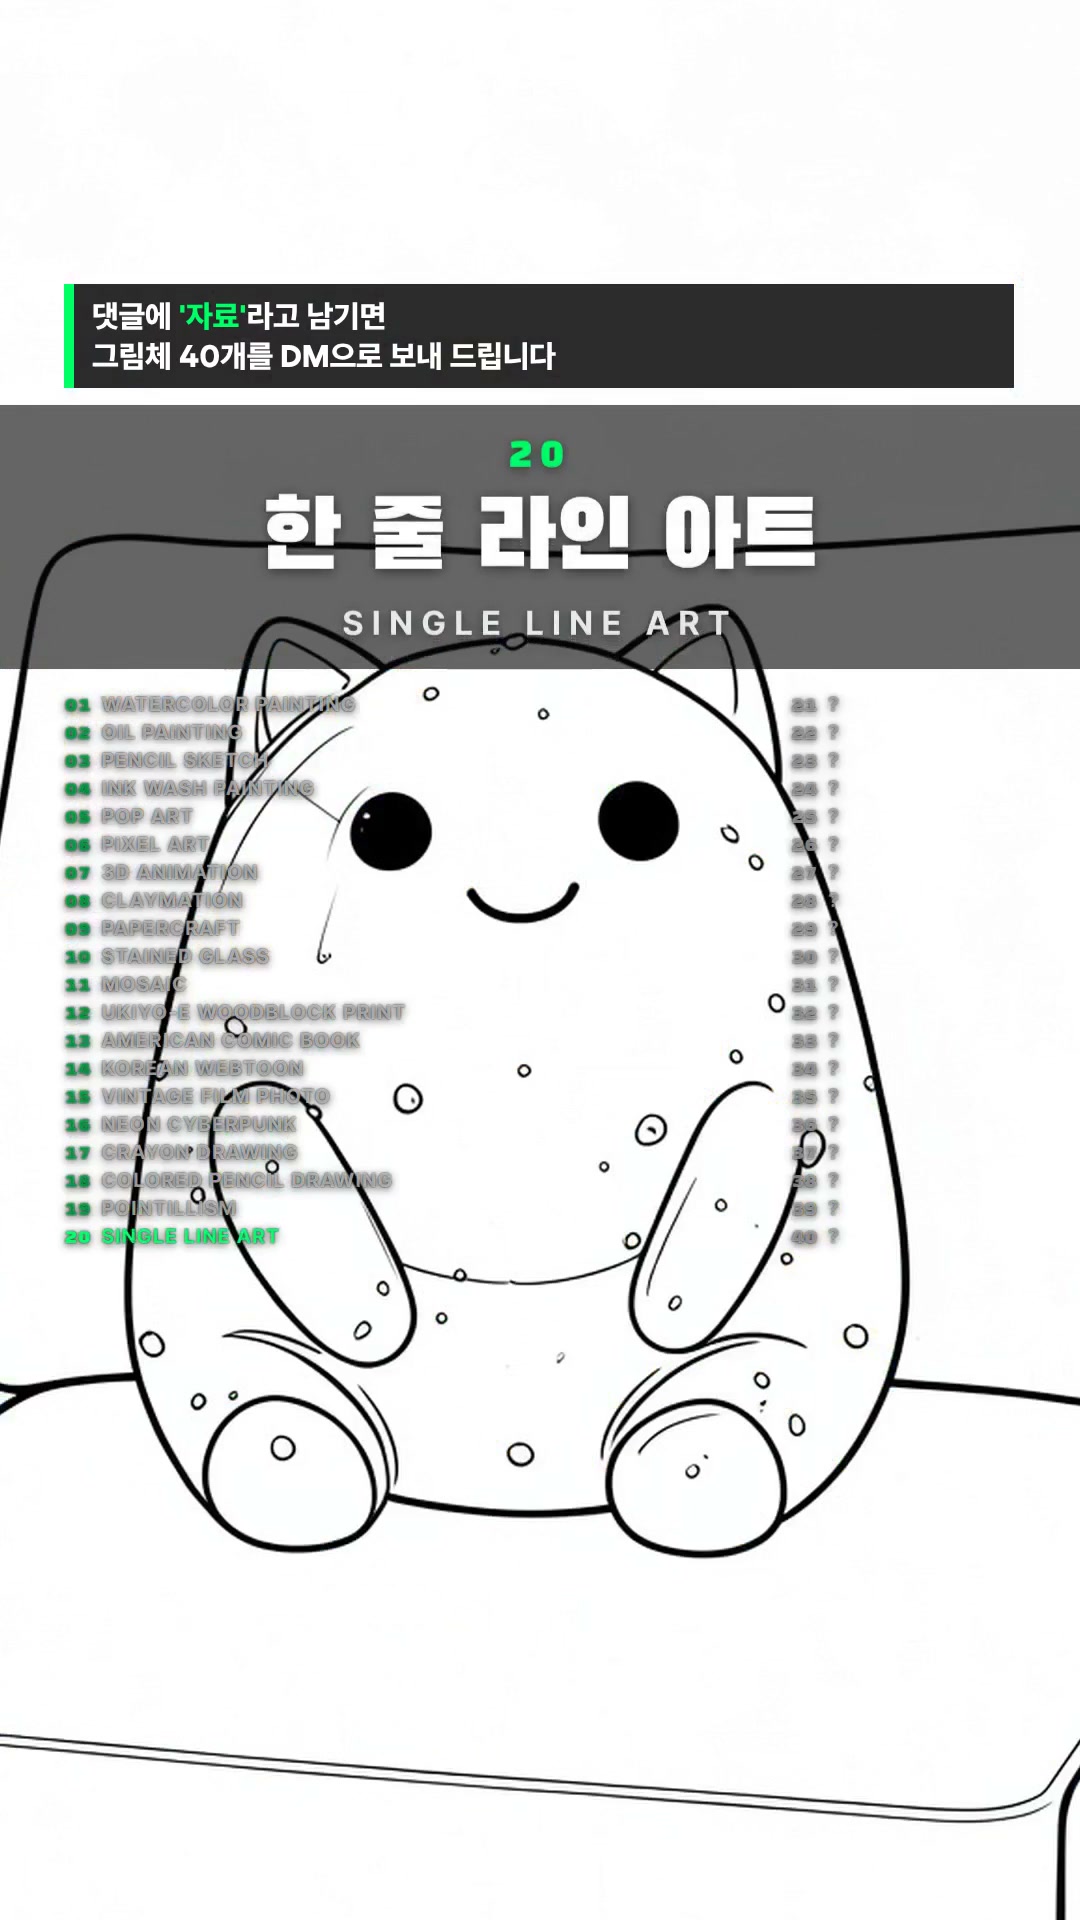 댓글에 '자료'라고 남기면
그림체 40개를 DM으로 보내 드립니다
20
한 줄 라인 아트
SINGLE LINE ART
01 WATERCOLOR PAINTING
02 OIL PAINTING
03 PENCIL SKETCH
04 INK WASH PAINTING
05 POP ART
06 PIXEL ART
07 3D ANIMATION
08 CLAYMATION
09 PAPERCRAFT
10 STAINED GLASS
11 MOSAIC
12 UKIYO-E WOODBLOCK PRINT
13 AMERICAN COMIC BOOK
14 KOREAN WEBTOON
15 VINTAGE FILM PHOTO
16 NEON CYBERPUNK
17 CRAYON DRAWING
18 COLORED PENCIL DRAWING
19 POINTILLISM
20 SINGLE LINE ART
21 ?
22 ?
23 ?
24 ?
25 ?
26 ?
27 ?
28 ?
29 ?
30 ?
31 ?
32 ?
33 ?
34 ?
35 ?
36 ?
37 ?
38 ?
39 ?
40 ?